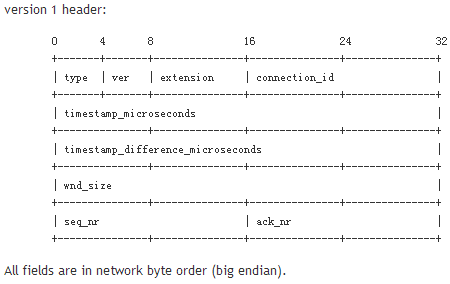 version 1 header:
0       4       8               16              24              32
+-------+-------+---------------+---------------+---------------+
| type  | ver   | extension     | connection_id                 |
+-------+-------+---------------+---------------+---------------+
| timestamp_microseconds                                        |
+---------------+---------------+---------------+---------------+
| timestamp_difference_microseconds                             |
+---------------+---------------+---------------+---------------+
| wnd_size                                                      |
+---------------+---------------+---------------+---------------+
| seq_nr                        | ack_nr                        |
+---------------+---------------+---------------+---------------+
All fields are in network byte order (big endian).